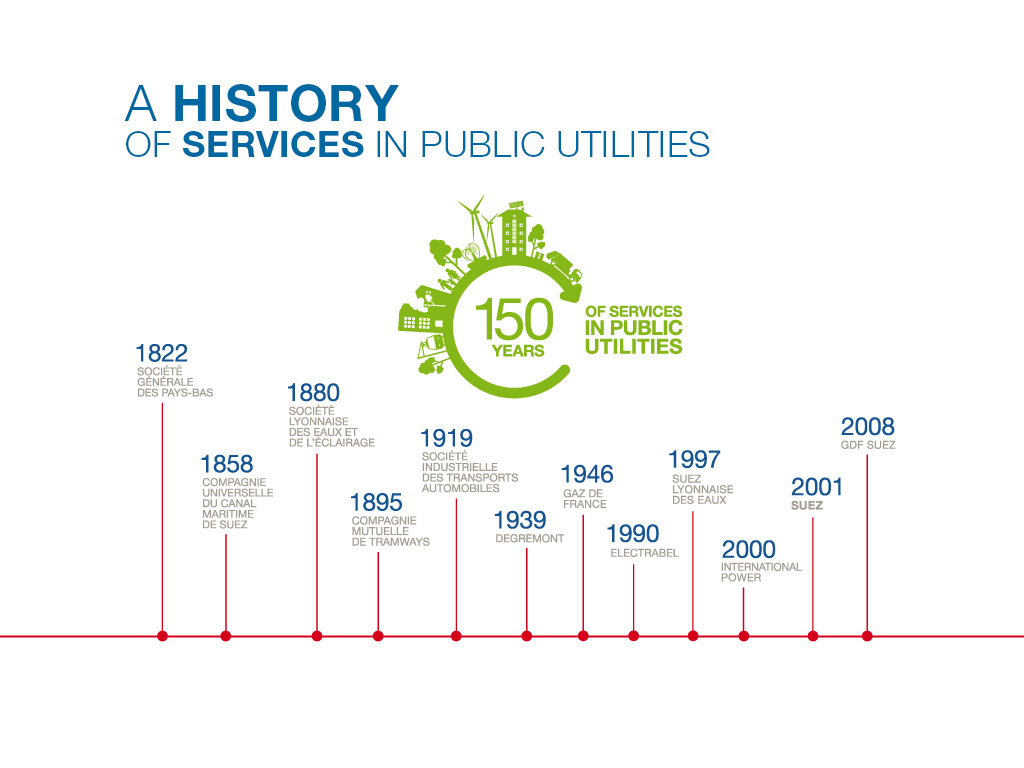 A HISTORY
OF SERVICES IN PUBLIC UTILITIES
150
YEARS
OF SERVICES
IN PUBLIC
UTILITIES
1822
SOCIÉTÉ
GÉNÉRALE
DES PAYS-BAS
1858
COMPAGNIE
UNIVERSELLE
DU CANAL
MARITIME
DE SUEZ
1880
SOCIÉTÉ
LYONNAISE
DES EAUX ET
DE L'ÉCLAIRAGE
1895
COMPAGNIE
MUTUELLE
DE TRAMWAYS
1919
SOCIÉTÉ
INDUSTRIELLE
DES TRANSPORTS
AUTOMOBILES
1939
DEGREMONT
1946
GAZ DE
FRANCE
1990
ELECTRABEL
1997
SUEZ
LYONNAISE
DES EAUX
2000
INTERNATIONAL
POWER
2001
SUEZ
2008
GDF SUEZ